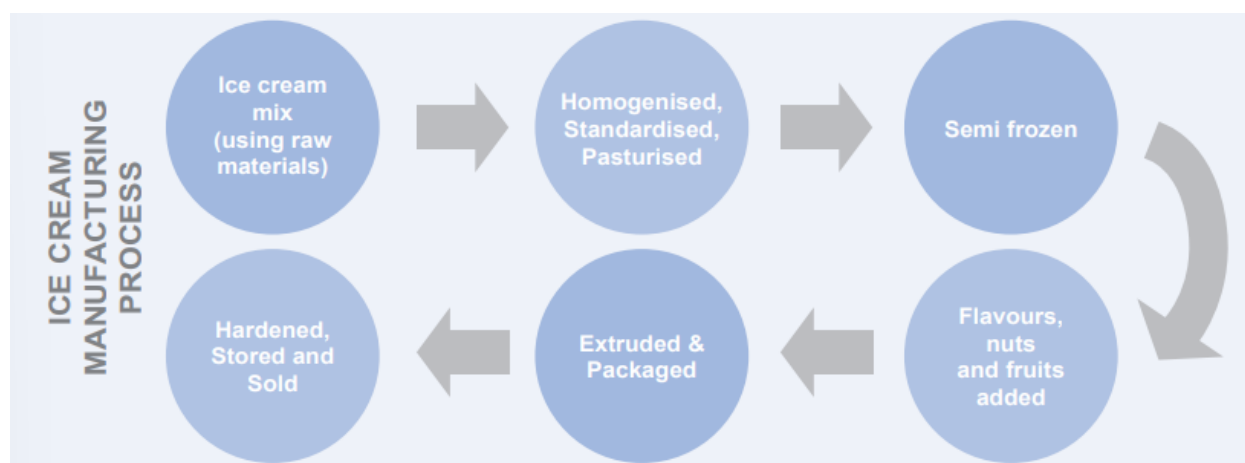 ICE CREAM
MANUFACTURING
PROCESS
Ice cream
mix
(using raw
materials)
Homogenised,
Standardised,
Pasturised
Semi frozen
Flavours,
nuts
and fruits
added
Extruded &
Packaged
Hardened,
Stored and
Sold